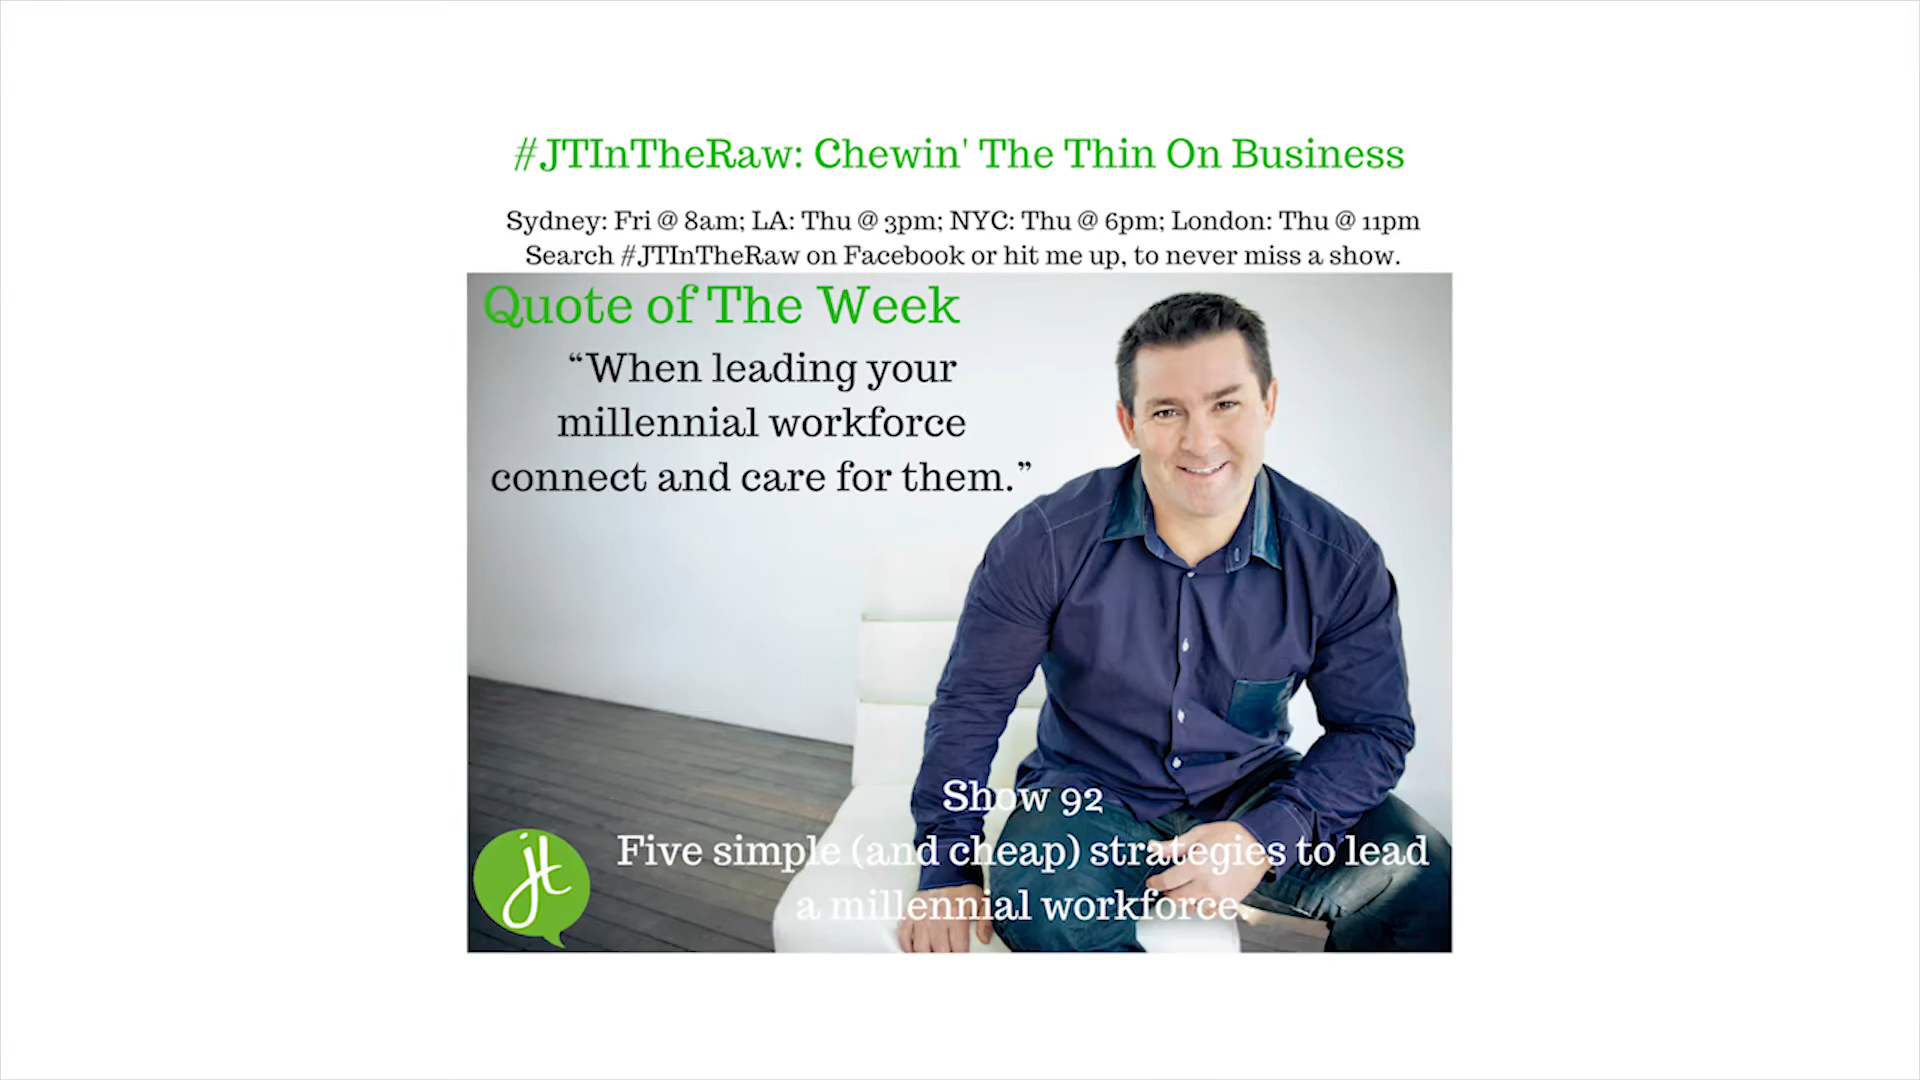 #JTInTheRaw: Chewin' The Thin On Business
Sydney: Fri @ 8am; LA: Thu @ 3pm; NYC: Thu @ 6pm; London: Thu @ 11pm
Search #JTInTheRaw on Facebook or hit me up, to never miss a show.
Quote of The Week
“When leading your
millennial workforce
connect and care for them.”
Show 92
Five simple (and cheap) strategies to lead
a millennial workforce.
jt